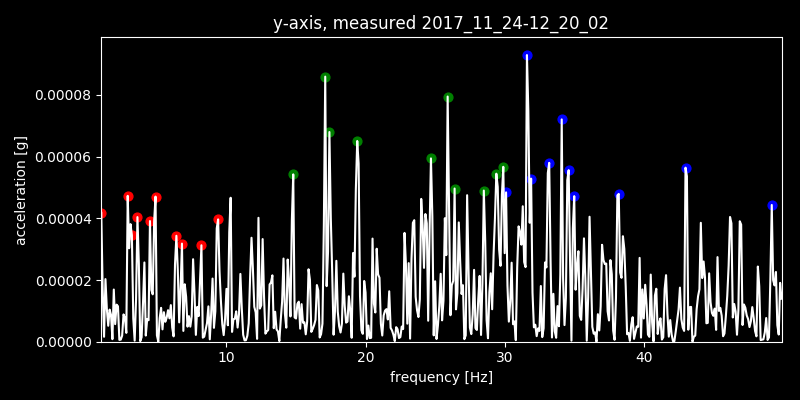 y-axis, measured 2017_11_24-12_20_02
0.00008
0.00006
0.00004
0.00002
0.00000
acceleration [g]
10 20 30 40
frequency [Hz]